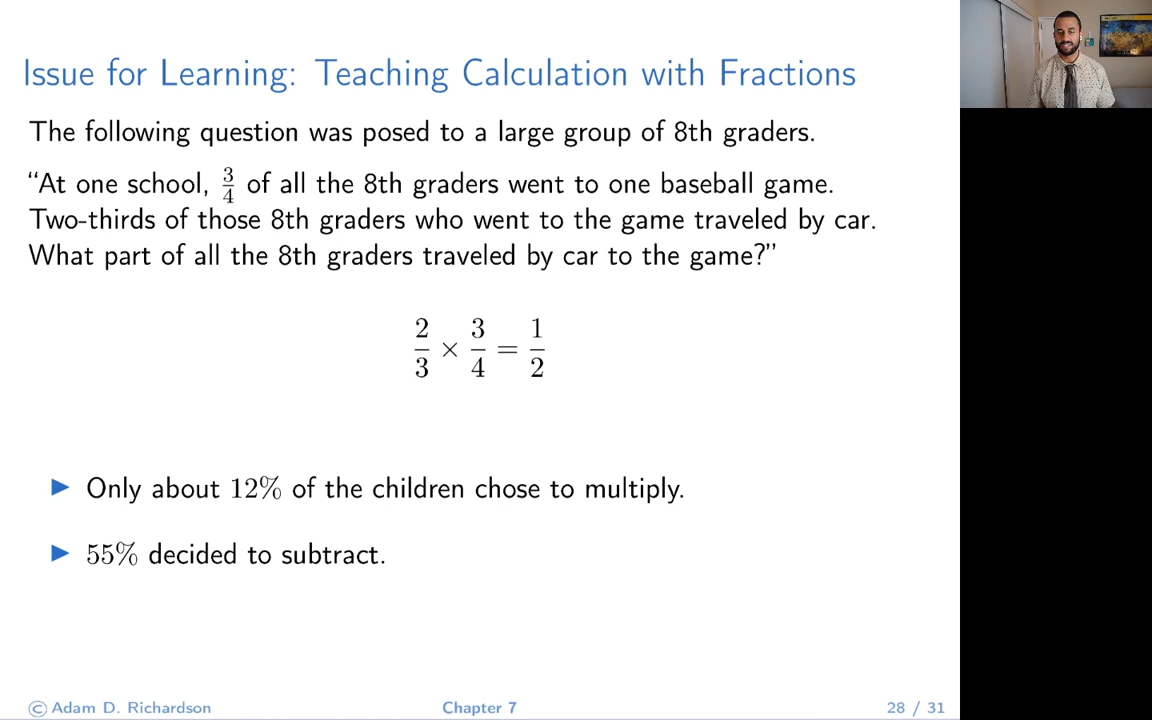 Issue for Learning: Teaching Calculation with Fractions
The following question was posed to a large group of 8th graders.
“At one school, 3/4 of all the 8th graders went to one baseball game.
Two-thirds of those 8th graders who went to the game traveled by car.
What part of all the 8th graders traveled by car to the game?”
2/3 × 3/4 = 1/2
▶ Only about 12% of the children chose to multiply.
▶ 55% decided to subtract.
© Adam D. Richardson Chapter 7 28 / 31